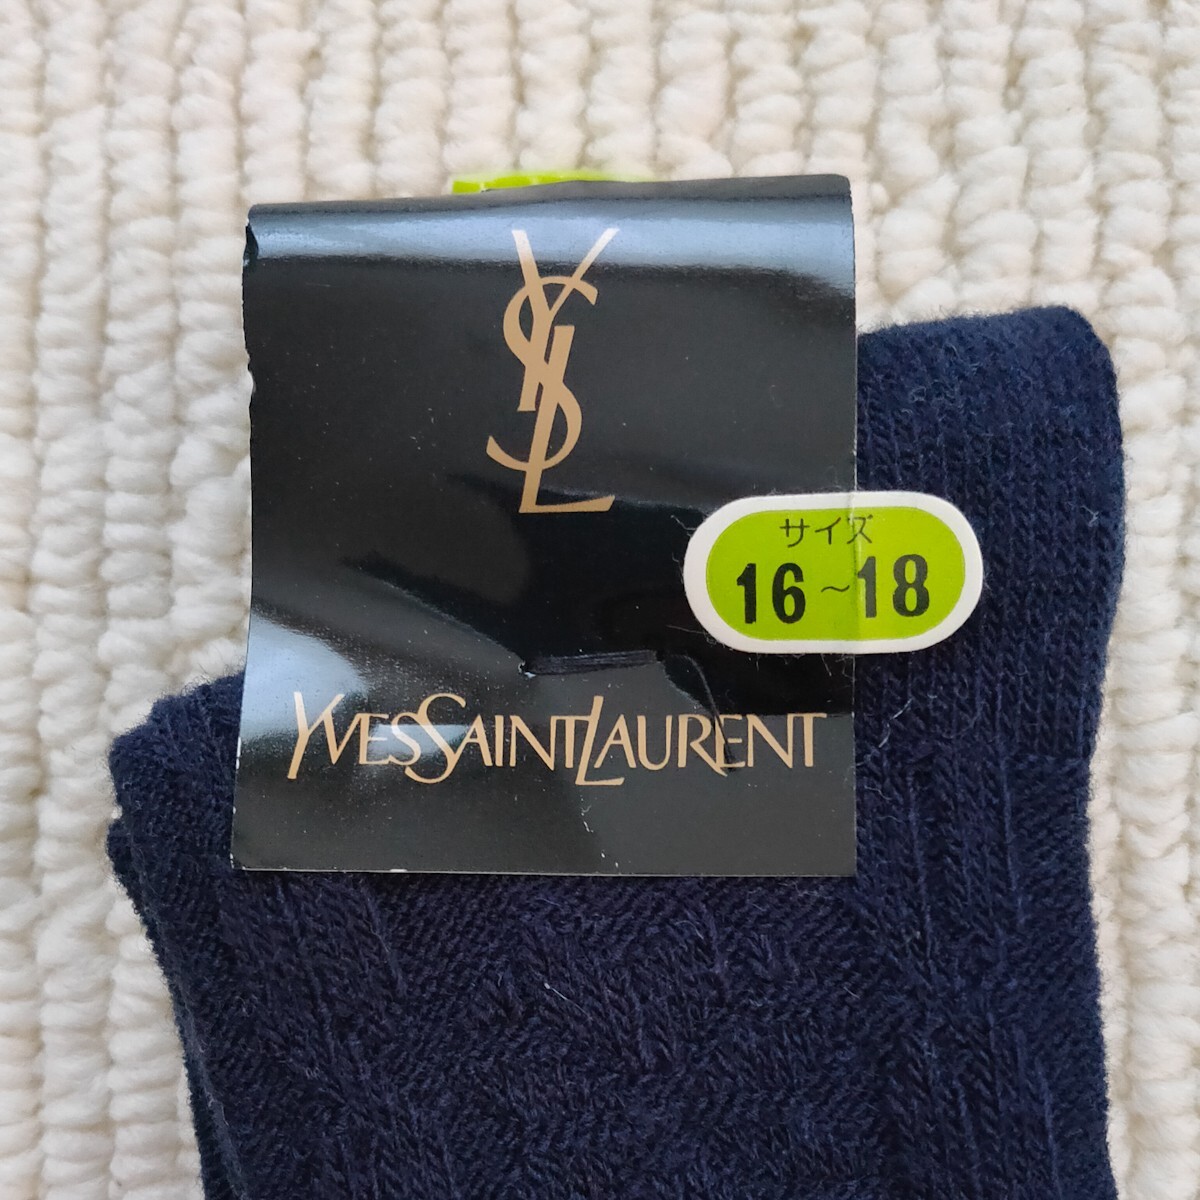 YSL
サイズ
16~18
YVESSAINTLAURENT